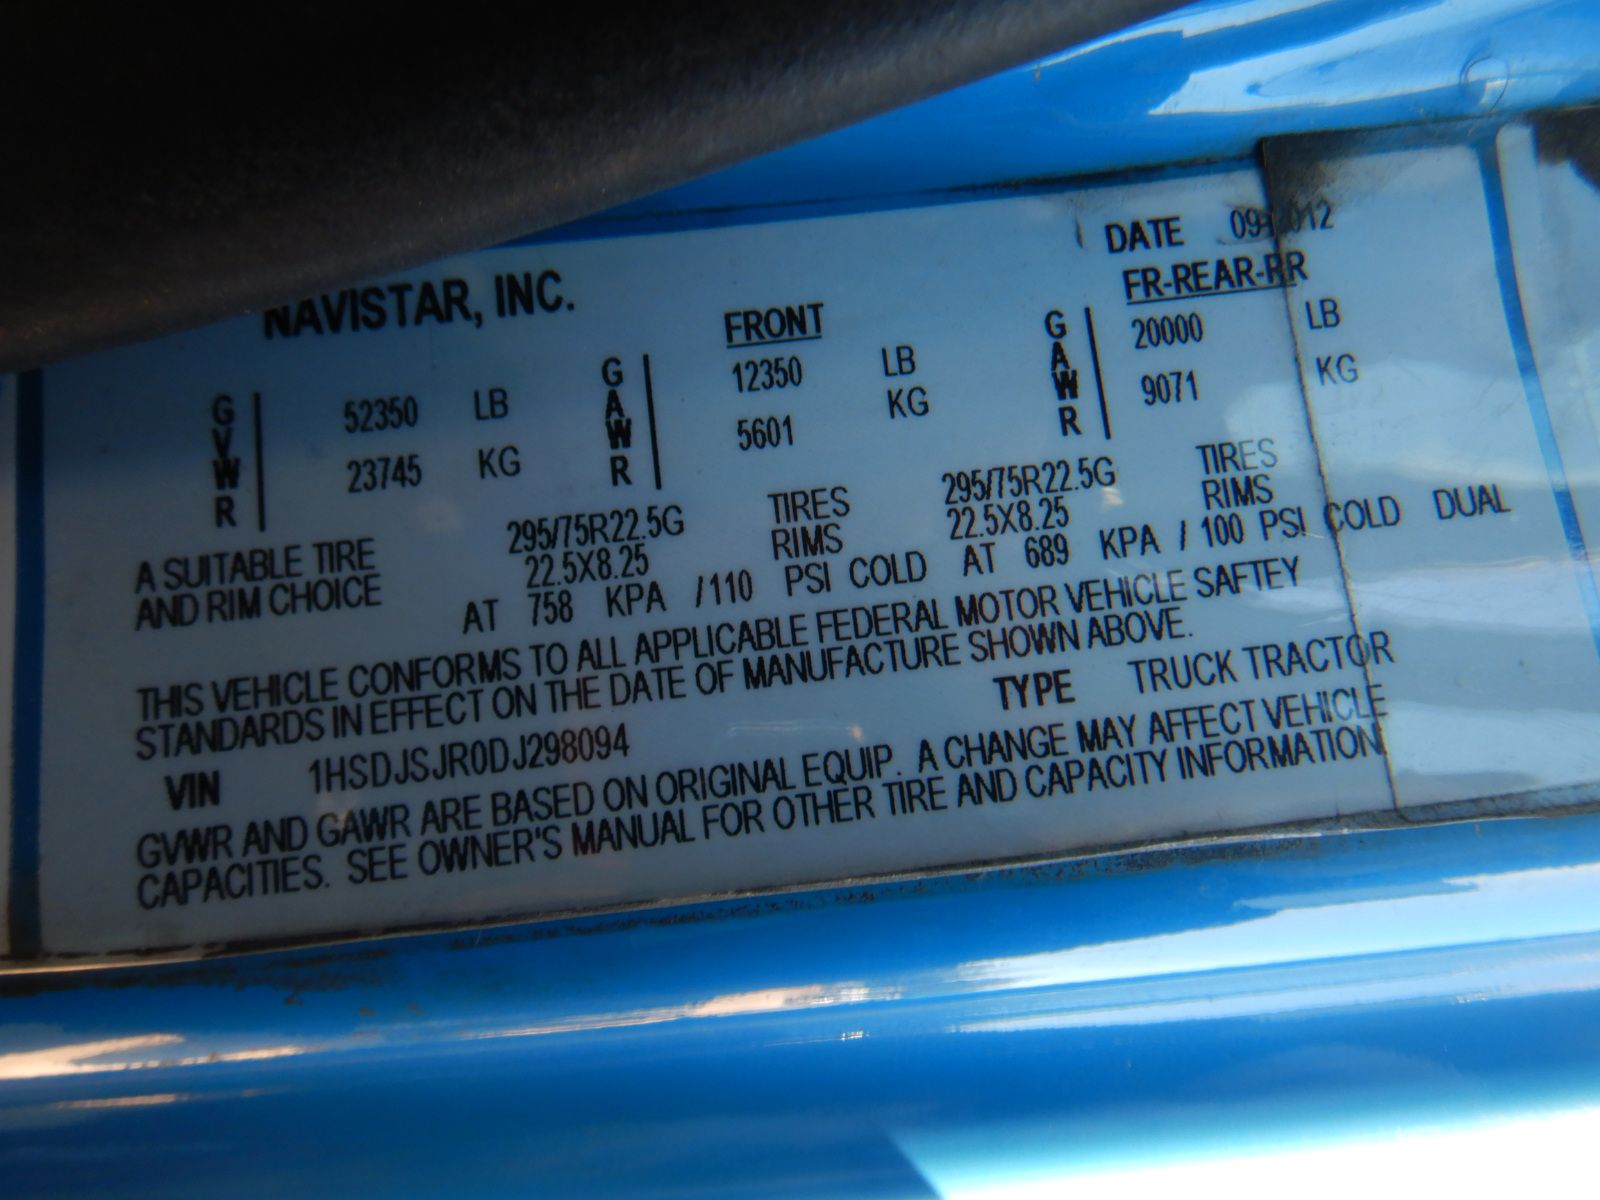 DATE 09-2012
NAVISTAR, INC. FRONT FR-REAR-RR
GVWR 52350 LB GAWR 12350 LB GAWR 20000 LB
23745 KG 5601 KG 9071 KG
A SUITABLE TIRE 295/75R22.5G TIRES 295/75R22.5G TIRES
AND RIM CHOICE 22.5X8.25 RIMS 22.5X8.25 RIMS
AT 758 KPA /110 PSI COLD AT 689 KPA / 100 PSI COLD DUAL
THIS VEHICLE CONFORMS TO ALL APPLICABLE FEDERAL MOTOR VEHICLE SAFTEY
STANDARDS IN EFFECT ON THE DATE OF MANUFACTURE SHOWN ABOVE.
VIN 1HSDJSJR0DJ298094 TYPE TRUCK TRACTOR
GVWR AND GAWR ARE BASED ON ORIGINAL EQUIP. A CHANGE MAY AFFECT VEHICLE
CAPACITIES. SEE OWNER'S MANUAL FOR OTHER TIRE AND CAPACITY INFORMATION